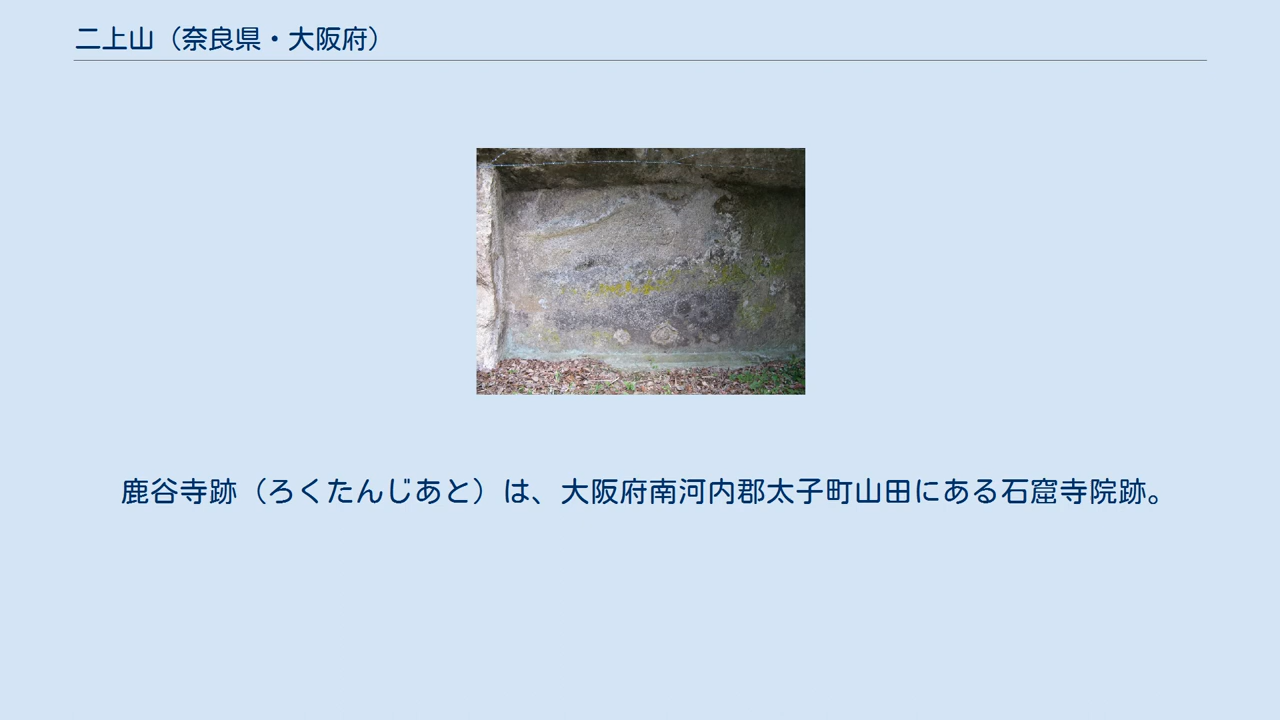 二上山（奈良県・大阪府）
鹿谷寺跡（ろくたんじあと）は、大阪府南河内郡太子町山田にある石窟寺院跡。